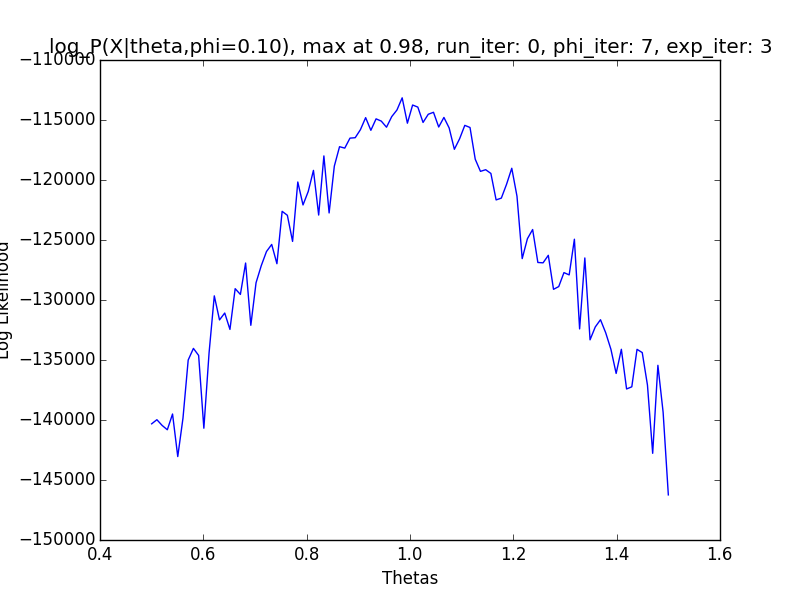 log_P(X|theta,phi=0.10), max at 0.98, run_iter: 0, phi_iter: 7, exp_iter: 3
−110000
−115000
−120000
−125000
−130000
−135000
−140000
−145000
−150000
Log Likelihood
0.4 0.6 0.8 1.0 1.2 1.4 1.6
Thetas